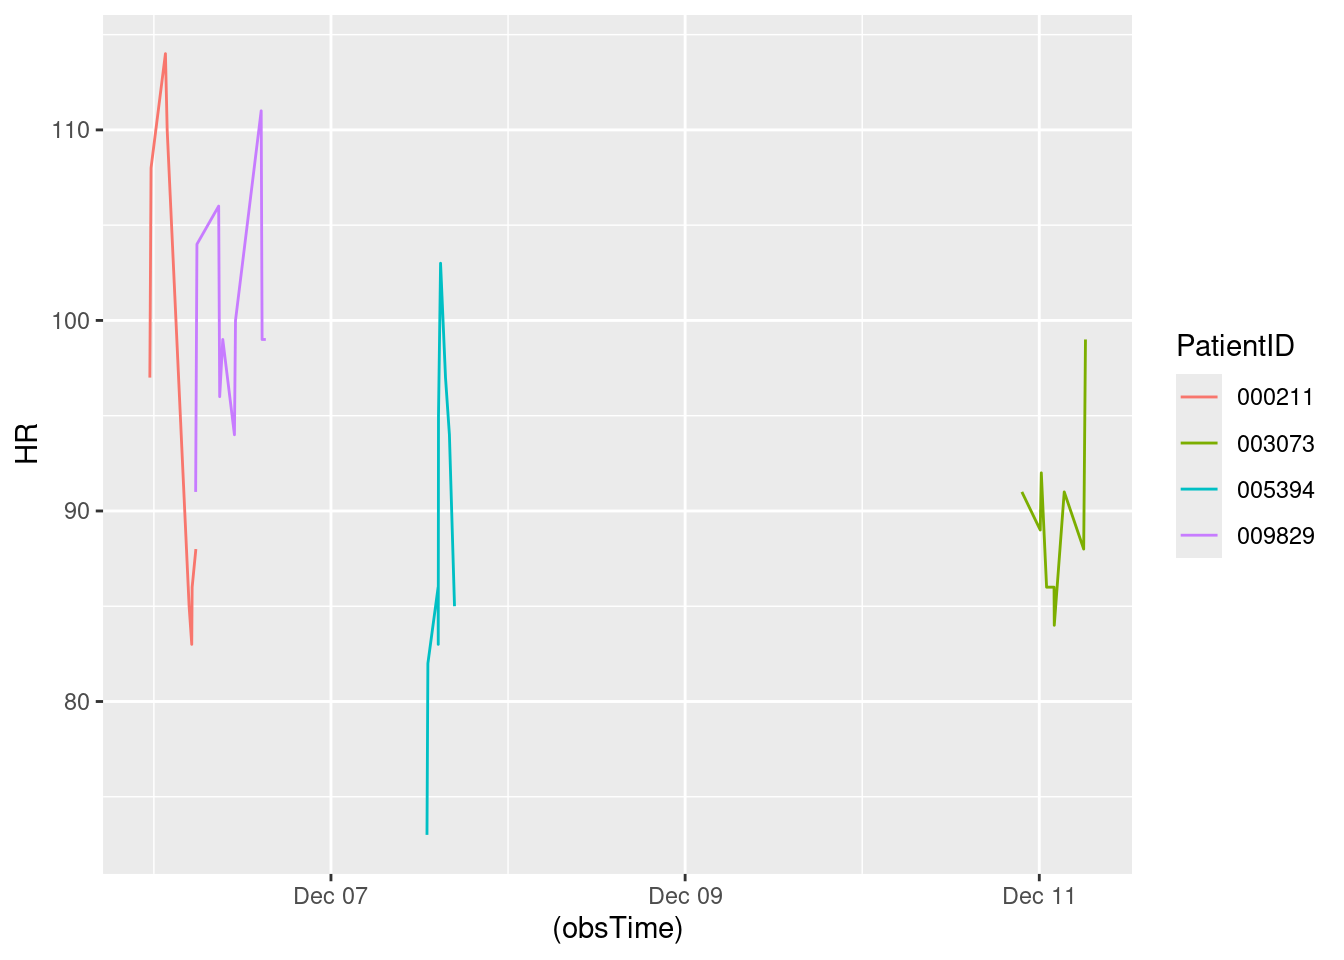 110
100
90
80
HR
Dec 07
Dec 09
Dec 11
(obsTime)
PatientID
000211
003073
005394
009829